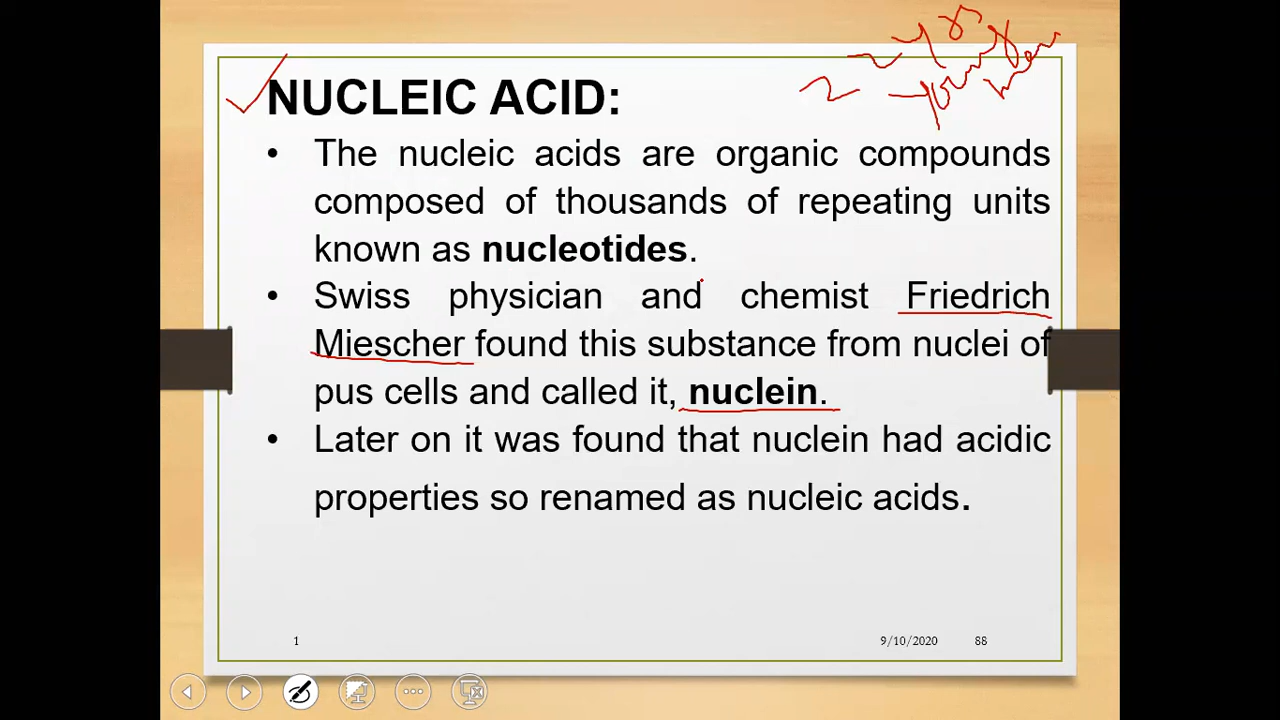 NUCLEIC ACID:
• The nucleic acids are organic compounds
composed of thousands of repeating units
known as nucleotides.
• Swiss physician and chemist Friedrich
Miescher found this substance from nuclei of
pus cells and called it, nuclein.
• Later on it was found that nuclein had acidic
properties so renamed as nucleic acids.
1 9/10/2020 88